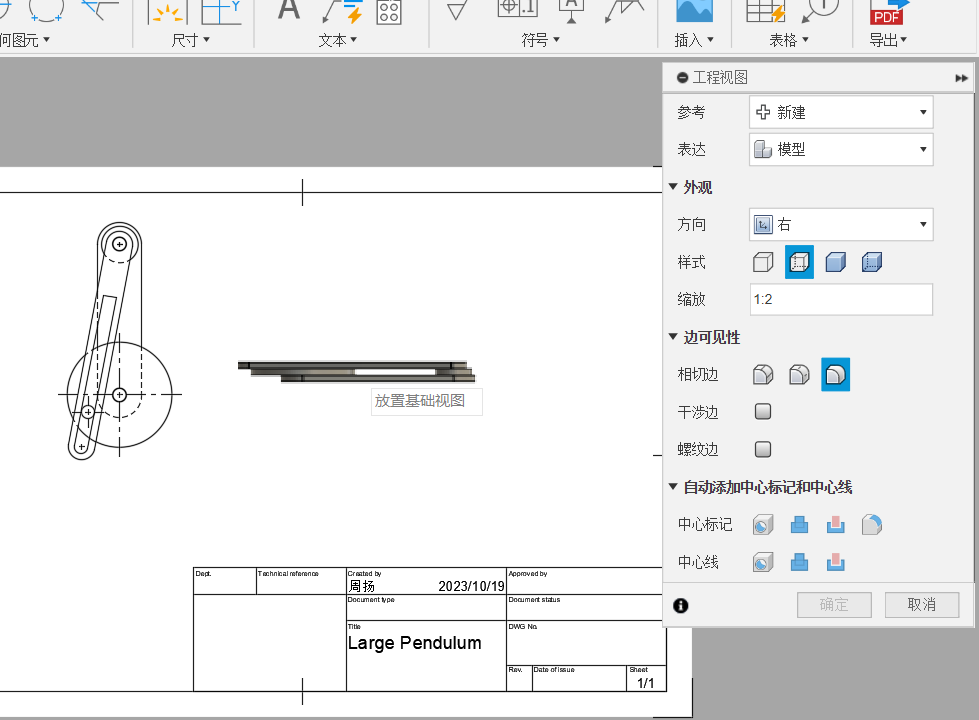 何图元
尺寸
文本
符号
插入
表格
PDF
导出
工程视图
参考
新建
表达
模型
外观
方向
右
样式
缩放
1:2
边可见性
相切边
干涉边
螺纹边
自动添加中心标记和中心线
中心标记
中心线
确定
取消
放置基础视图
Dept.
Technical reference
Created by
周扬 2023/10/19
Approved by
Document type
Document status
Title
Large Pendulum
DWG No.
Rev.
Date of issue
Sheet
1/1